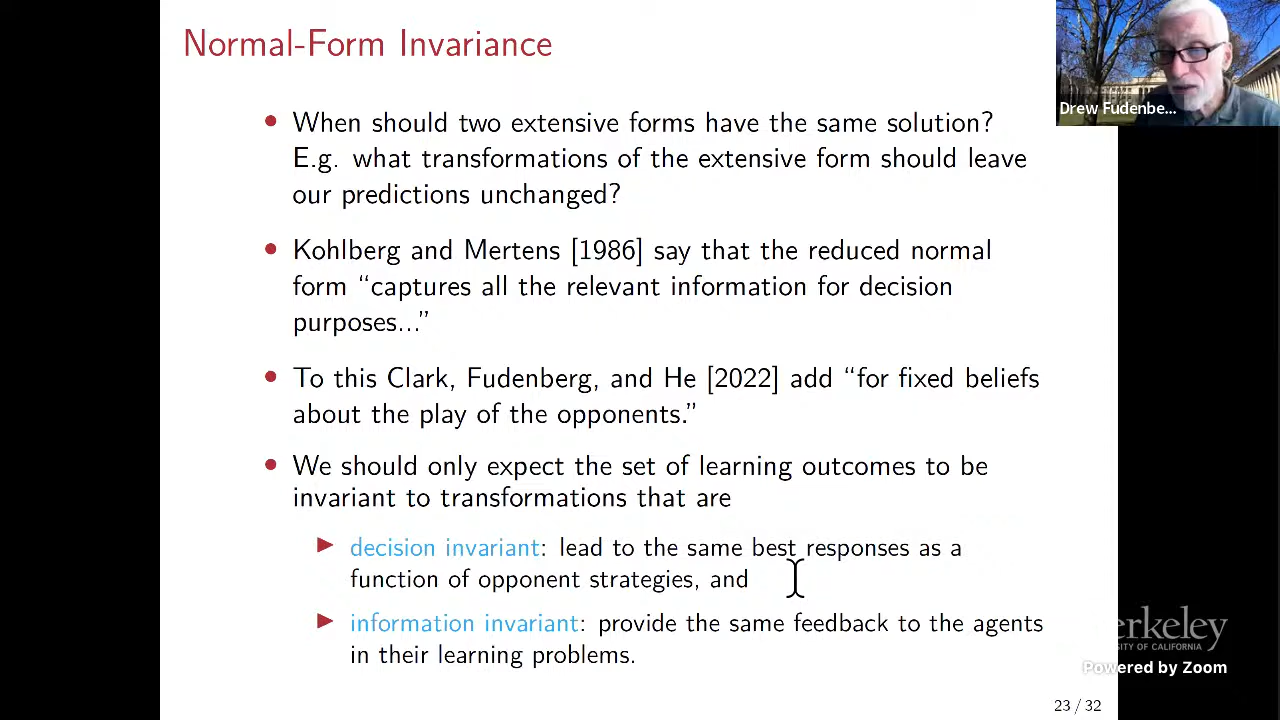 Normal-Form Invariance
Drew Fudenbe...
When should two extensive forms have the same solution?
E.g. what transformations of the extensive form should leave
our predictions unchanged?
Kohlberg and Mertens [1986] say that the reduced normal
form “captures all the relevant information for decision
purposes...”
To this Clark, Fudenberg, and He [2022] add “for fixed beliefs
about the play of the opponents.”
We should only expect the set of learning outcomes to be
invariant to transformations that are
decision invariant: lead to the same best responses as a
function of opponent strategies, and
information invariant: provide the same feedback to the agents
in their learning problems.
erkeley
SITY OF CALIFORNIA
Powered by Zoom
23 / 32